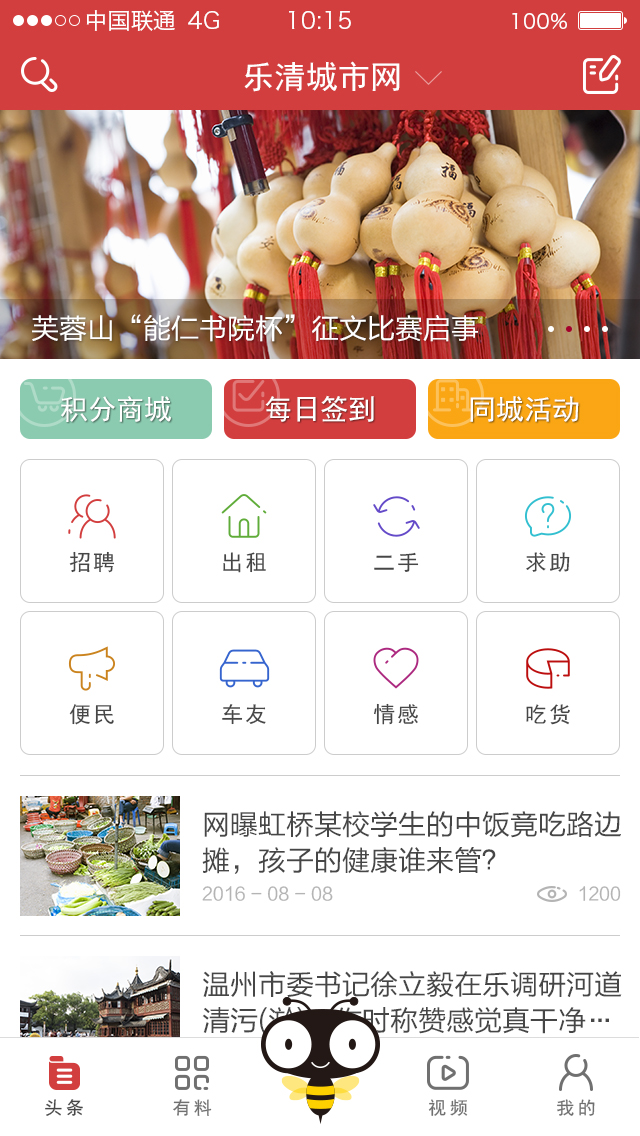 中国联通 4G 10:15 100%
乐清城市网
芙蓉山“能仁书院杯”征文比赛启事
积分商城 每日签到 同城活动
招聘 出租 二手 求助
便民 车友 情感 吃货
网曝虹桥某校学生的中饭竟吃路边
摊，孩子的健康谁来管？
2016-08-08 1200
温州市委书记徐立毅在乐调研河道
清污( 作时称赞感觉真干净…
头条 有料 视频 我的